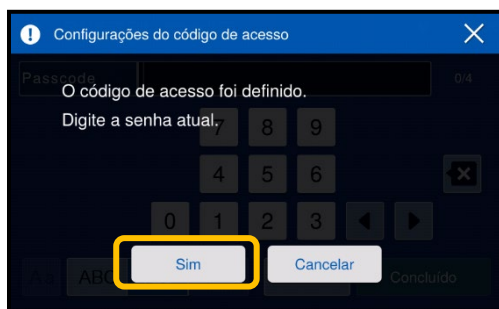 Configurações do código de acesso
Passcode
0/4
O código de acesso foi definido.
Digite a senha atual.
7 8 9
4 5 6
0 1 2 3
Sim
Cancelar
Aa
ABC
Concluído